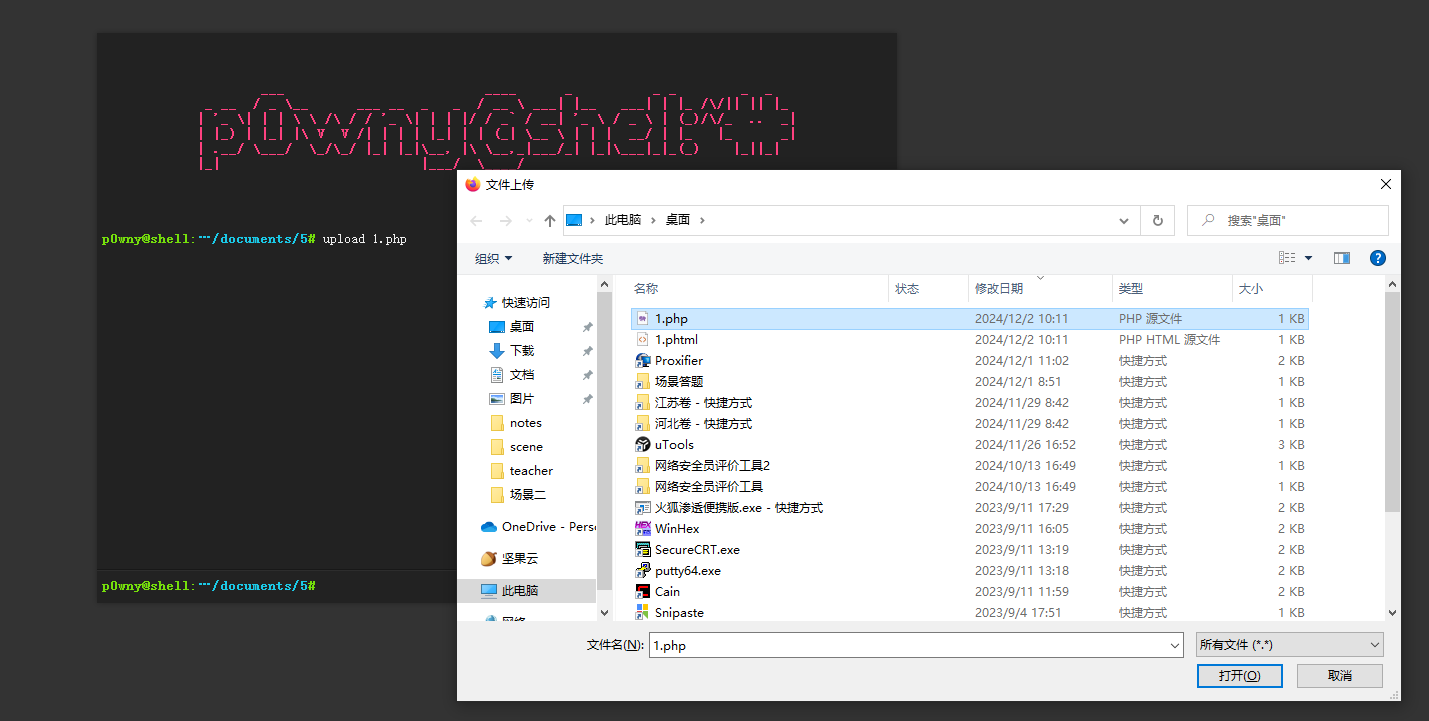 p0wny@shell:~#
p0wny@shell:…/documents/5# upload 1.php
p0wny@shell:…/documents/5#
文件上传
此电脑 > 桌面 >
搜索"桌面"
组织 新建文件夹
快速访问
桌面
下载
文档
图片
notes
scene
teacher
场景二
OneDrive - Pers
坚果云
此电脑
网络
名称 状态 修改日期 类型 大小
1.php 2024/12/2 10:11 PHP 源文件 1 KB
1.phtml 2024/12/2 10:11 PHP HTML 源文件 1 KB
Proxifier 2024/12/1 11:02 快捷方式 2 KB
场景答题 2024/12/1 8:51 快捷方式 1 KB
江苏卷 - 快捷方式 2024/11/29 8:42 快捷方式 1 KB
河北卷 - 快捷方式 2024/11/29 8:42 快捷方式 1 KB
uTools 2024/11/26 16:52 快捷方式 3 KB
网络安全员评价工具2 2024/10/13 16:49 快捷方式 1 KB
网络安全员评价工具 2024/10/13 16:49 快捷方式 1 KB
火狐渗透便携版.exe - 快捷方式 2023/9/11 17:29 快捷方式 2 KB
WinHex 2023/9/11 16:05 快捷方式 2 KB
SecureCRT.exe 2023/9/11 13:19 快捷方式 2 KB
putty64.exe 2023/9/11 13:18 快捷方式 2 KB
Cain 2023/9/11 11:59 快捷方式 2 KB
Snipaste 2023/9/4 17:51 快捷方式 1 KB
文件名(N): 1.php 所有文件 (*.*)
打开(O) 取消